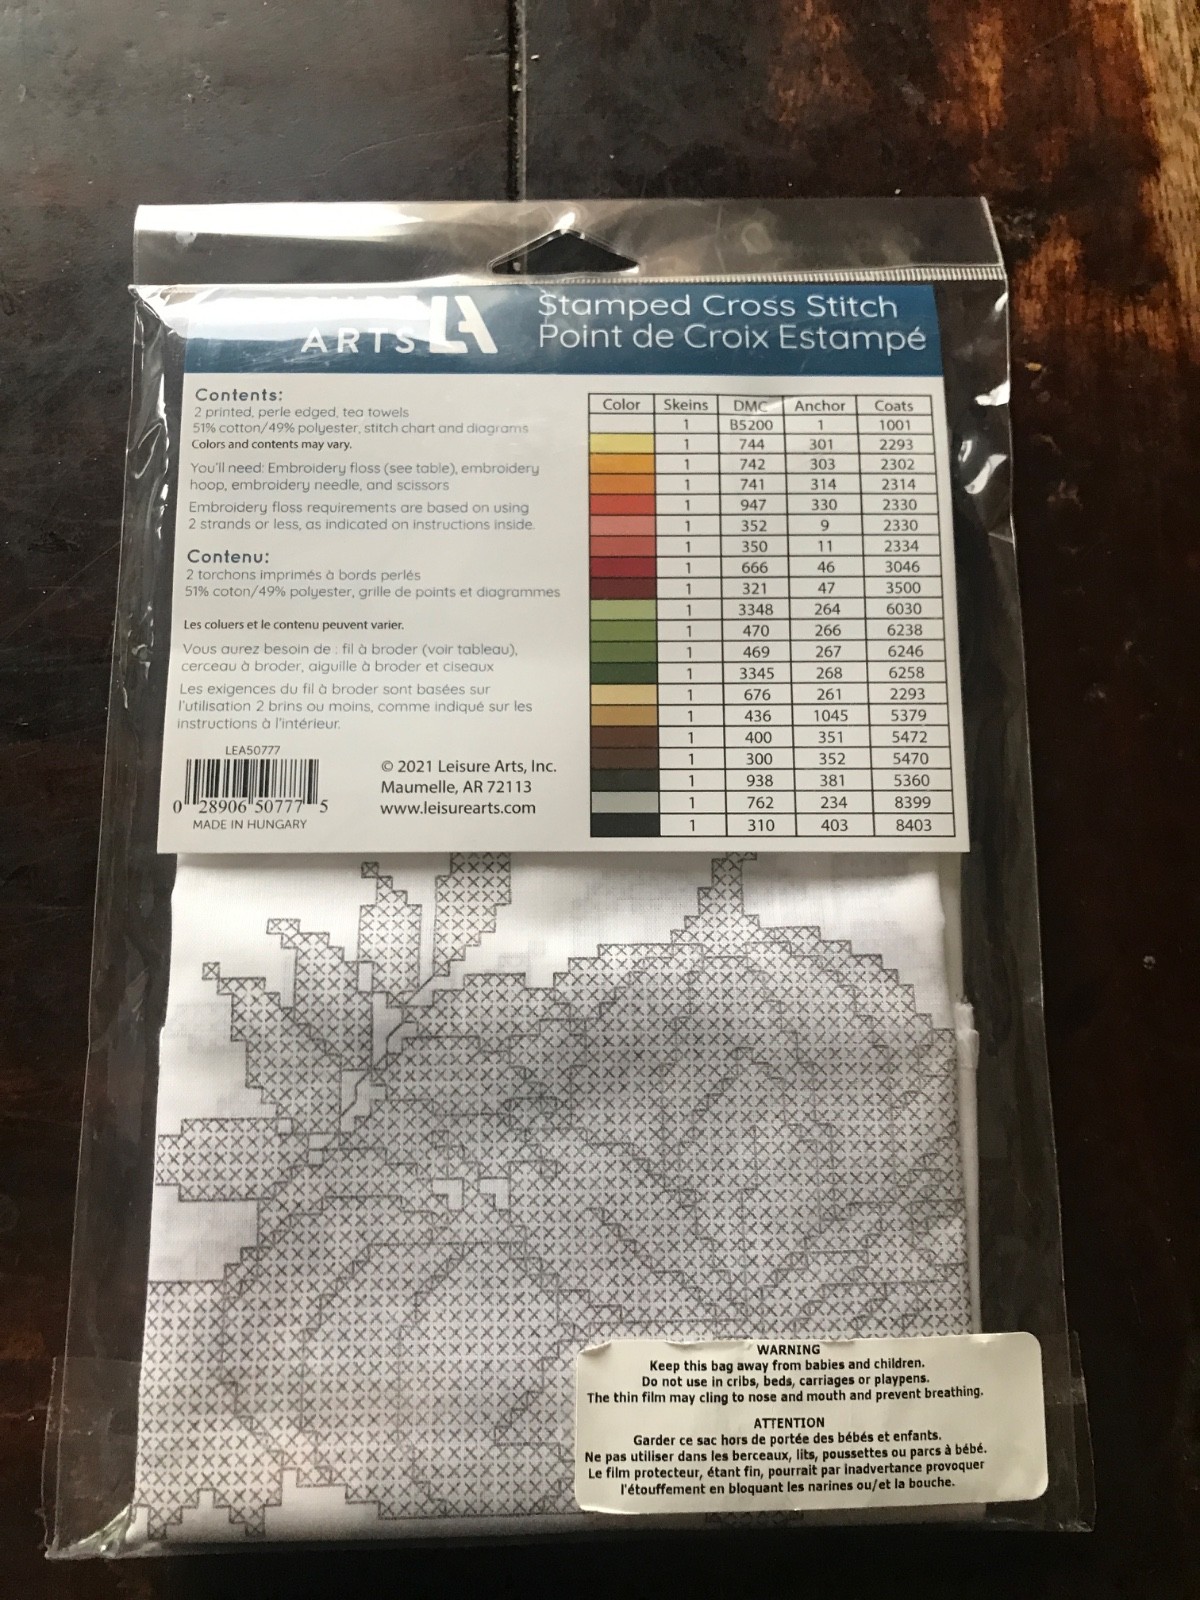 ARTS LA
Stamped Cross Stitch
Point de Croix Estampé
Contents:
2 printed, perle edged, tea towels
51% cotton/49% polyester, stitch chart and diagrams
Colors and contents may vary.
You'll need: Embroidery floss (see table), embroidery
hoop, embroidery needle, and scissors
Embroidery floss requirements are based on using
2 strands or less, as indicated on instructions inside.
Contenu:
2 torchons imprimés à bords perlés
51% coton/49% polyester, grille de points et diagrammes
Les coluers et le contenu peuvent varier.
Vous aurez besoin de : fil à broder (voir tableau),
cerceau à broder, aiguille à broder et ciseaux
Les exigences du fil à broder sont basées sur
l'utilisation 2 brins ou moins, comme indiqué sur les
instructions à l'intérieur.
LEA50777
0 28906 50777 5
MADE IN HUNGARY
© 2021 Leisure Arts, Inc.
Maumelle, AR 72113
www.leisurearts.com
Color Skeins DMC Anchor Coats
1 B5200 1 1001
1 744 301 2293
1 742 303 2302
1 741 314 2314
1 947 330 2330
1 352 9 2330
1 350 11 2334
1 666 46 3046
1 321 47 3500
1 3348 264 6030
1 470 266 6238
1 469 267 6246
1 3345 268 6258
1 676 261 2293
1 436 1045 5379
1 400 351 5472
1 300 352 5470
1 938 381 5360
1 762 234 8399
1 310 403 8403
WARNING
Keep this bag away from babies and children.
Do not use in cribs, beds, carriages or playpens.
The thin film may cling to nose and mouth and prevent breathing.
ATTENTION
Garder ce sac hors de portée des bébés et enfants.
Ne pas utiliser dans les berceaux, lits, poussettes ou parcs à bébé.
Le film protecteur, étant fin, pourrait par inadvertance provoquer
l'étouffement en bloquant les narines ou/et la bouche.